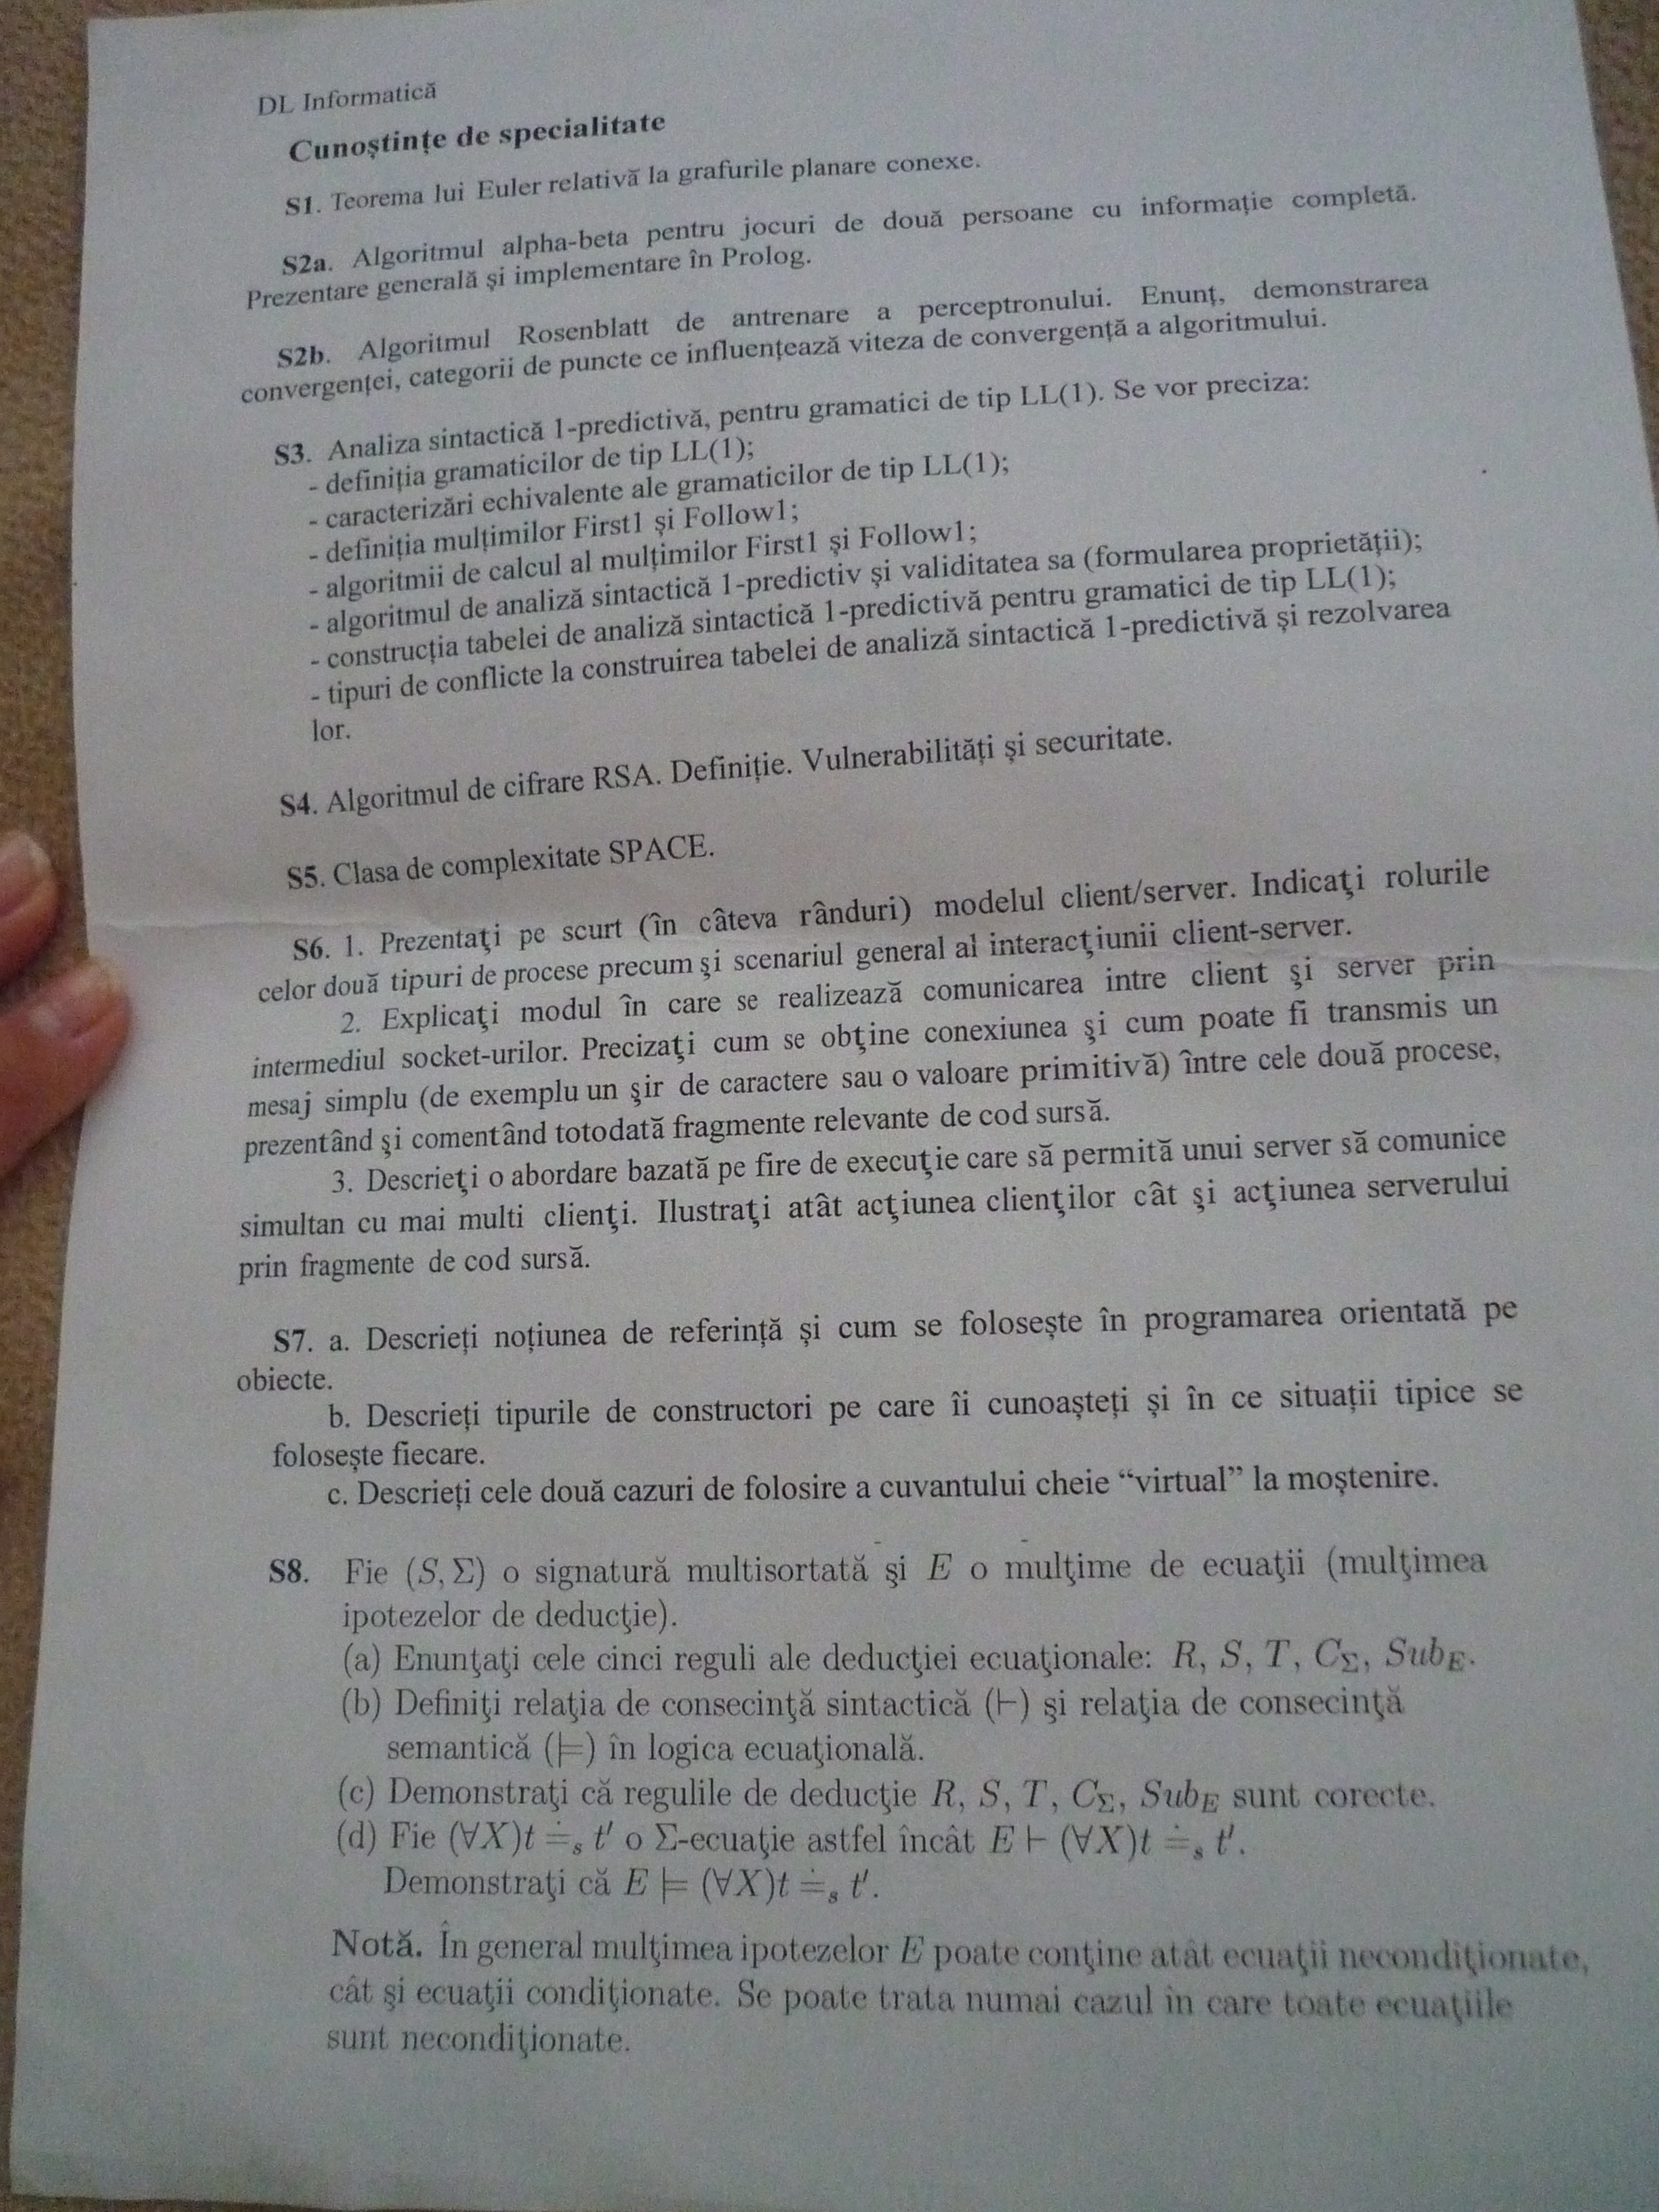 DL Informatică
Cunoștințe de specialitate
S1. Teorema lui Euler relativă la grafurile planare conexe.
S2a. Algoritmul alpha-beta pentru jocuri de două persoane cu informație completă.
Prezentare generală și implementare în Prolog.
S2b. Algoritmul Rosenblatt de antrenare a perceptronului. Enunț, demonstrarea
convergenței, categorii de puncte ce influențează viteza de convergență a algoritmului.
S3. Analiza sintactică 1-predictivă, pentru gramatici de tip LL(1). Se vor preciza:
- definiția gramaticilor de tip LL(1);
- caracterizări echivalente ale gramaticilor de tip LL(1);
- definiția mulțimilor First1 și Follow1;
- algoritmii de calcul al mulțimilor First1 și Follow1;
- algoritmul de analiză sintactică 1-predictiv și validitatea sa (formularea proprietății);
- construcția tabelei de analiză sintactică 1-predictivă pentru gramatici de tip LL(1);
- tipuri de conflicte la construirea tabelei de analiză sintactică 1-predictivă și rezolvarea
lor.
S4. Algoritmul de cifrare RSA. Definiție. Vulnerabilități și securitate.
S5. Clasa de complexitate SPACE.
S6. 1. Prezentaţi pe scurt (în câteva rânduri) modelul client/server. Indicaţi rolurile
celor două tipuri de procese precum şi scenariul general al interacţiunii client-server.
2. Explicaţi modul în care se realizează comunicarea intre client şi server prin
intermediul socket-urilor. Precizaţi cum se obţine conexiunea şi cum poate fi transmis un
mesaj simplu (de exemplu un şir de caractere sau o valoare primitivă) între cele două procese,
prezentând şi comentând totodată fragmente relevante de cod sursă.
3. Descrieţi o abordare bazată pe fire de execuţie care să permită unui server să comunice
simultan cu mai multi clienţi. Ilustraţi atât acţiunea clienţilor cât şi acţiunea serverului
prin fragmente de cod sursă.
S7. a. Descrieți noțiunea de referință și cum se folosește în programarea orientată pe
obiecte.
b. Descrieți tipurile de constructori pe care îi cunoașteți și în ce situații tipice se
folosește fiecare.
c. Descrieți cele două cazuri de folosire a cuvantului cheie “virtual” la moștenire.
S8. Fie (S, Σ) o signatură multisortată şi E o mulţime de ecuaţii (mulţimea
ipotezelor de deducţie).
(a) Enunţaţi cele cinci reguli ale deducţiei ecuaţionale: R, S, T, C_Σ, Sub_E.
(b) Definiţi relaţia de consecinţă sintactică (⊢) şi relaţia de consecinţă
semantică (⊨) în logica ecuaţională.
(c) Demonstraţi că regulile de deducţie R, S, T, C_Σ, Sub_E sunt corecte.
(d) Fie (∀X)t ≐_s t′ o Σ-ecuaţie astfel încât E ⊢ (∀X)t ≐_s t′.
Demonstraţi că E ⊨ (∀X)t ≐_s t′.
Notă. În general mulţimea ipotezelor E poate conţine atât ecuaţii necondiţionate,
cât şi ecuaţii condiţionate. Se poate trata numai cazul în care toate ecuaţiile
sunt necondiţionate.